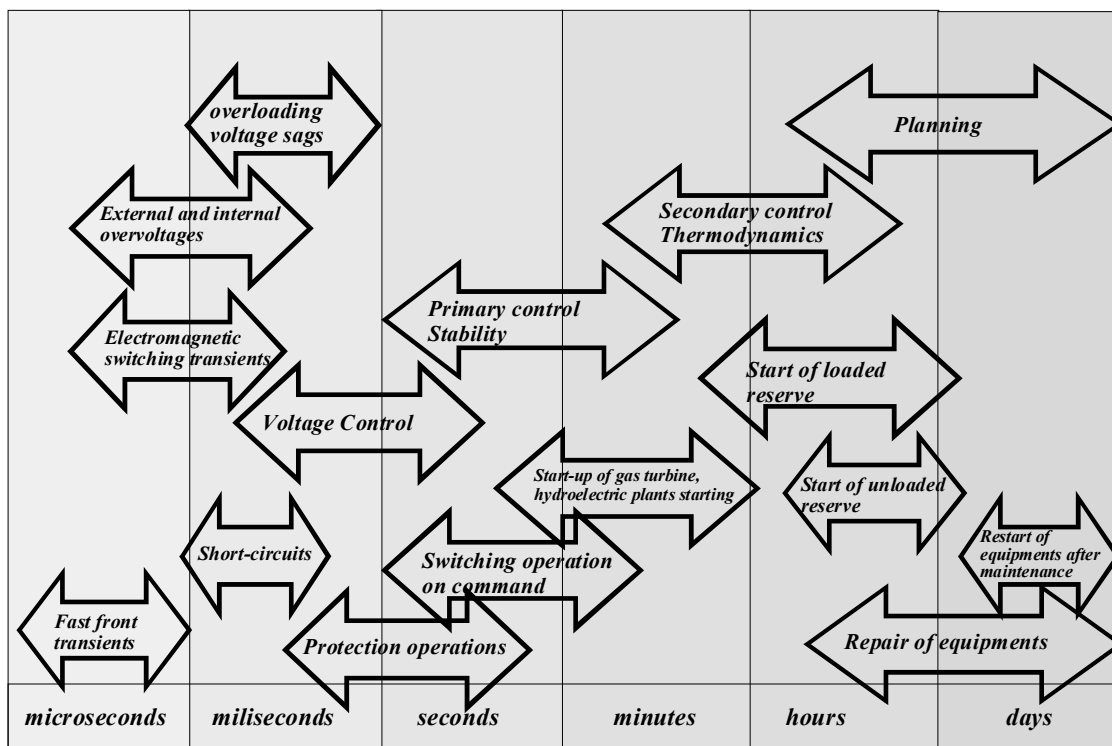 overloading
voltage sags
Planning
External and internal
overvoltages
Secondary control
Thermodynamics
Primary control
Stability
Electromagnetic
switching transients
Start of loaded
reserve
Voltage Control
Start-up of gas turbine,
hydroelectric plants starting
Start of unloaded
reserve
Short-circuits
Switching operation
on command
Restart of
equipments after
maintenance
Fast front
transients
Protection operations
Repair of equipments
microseconds
miliseconds
seconds
minutes
hours
days